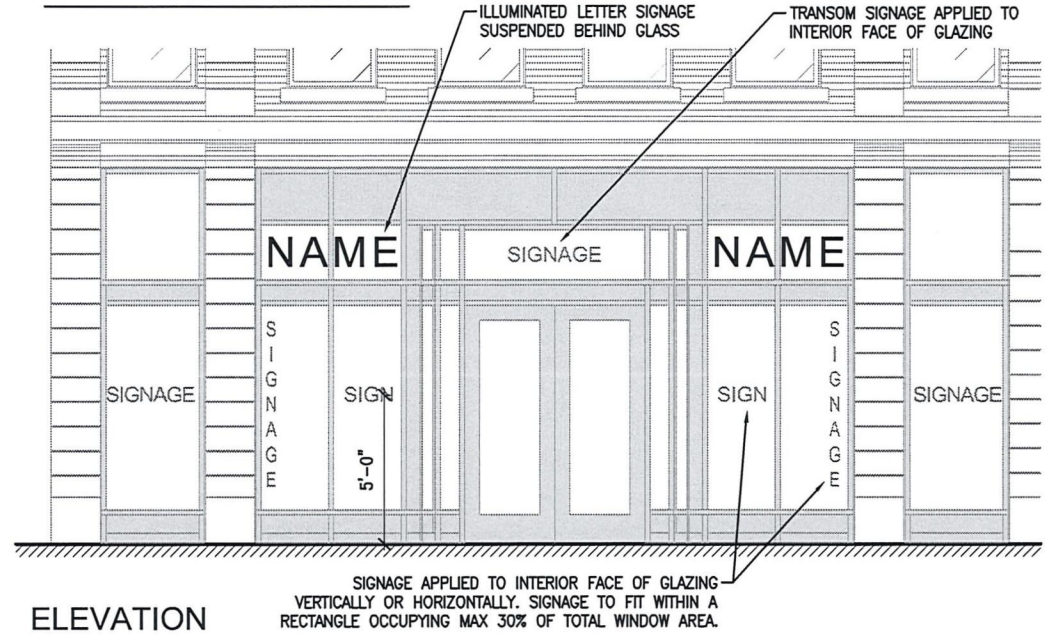 ILLUMINATED LETTER SIGNAGE
SUSPENDED BEHIND GLASS
TRANSOM SIGNAGE APPLIED TO
INTERIOR FACE OF GLAZING
NAME
SIGNAGE
NAME
SIGNAGE
SIGNAGE
SIGN
5'-0"
SIGN
SIGNAGE
SIGNAGE
SIGNAGE APPLIED TO INTERIOR FACE OF GLAZING
VERTICALLY OR HORIZONTALLY. SIGNAGE TO FIT WITHIN A
RECTANGLE OCCUPYING MAX 30% OF TOTAL WINDOW AREA.
ELEVATION